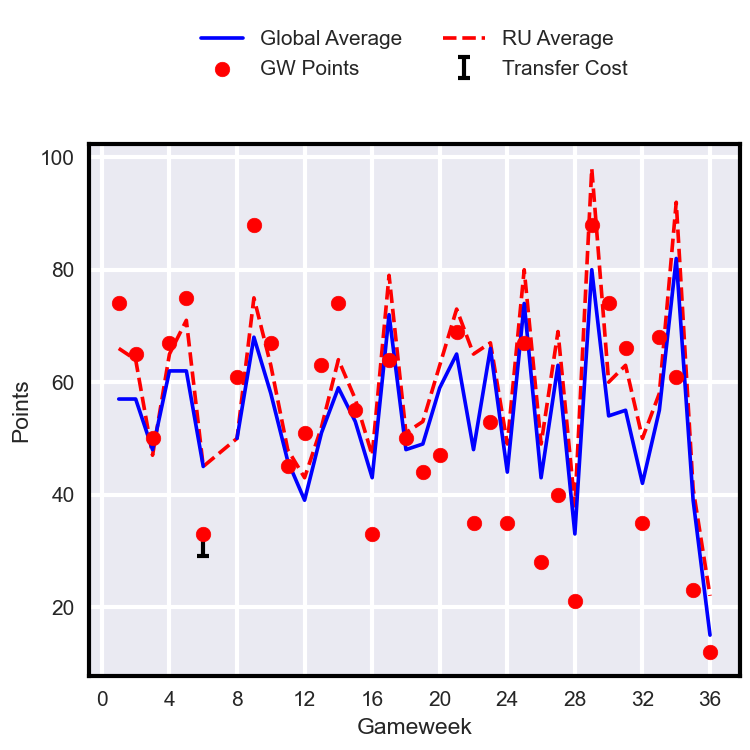 Global Average
RU Average
GW Points
Transfer Cost
100
80
60
40
20
Points
0 4 8 12 16 20 24 28 32 36
Gameweek